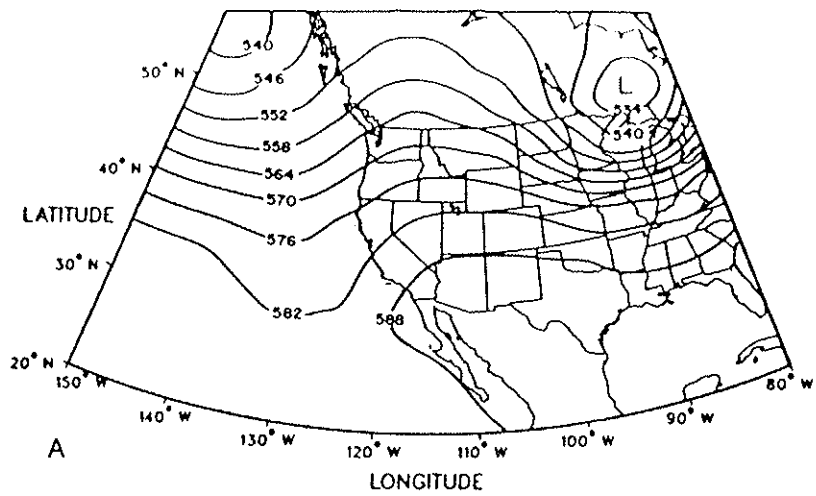 540
50° N
546
L
552
534
540
558
40° N
564
570
LATITUDE
576
30° N
582
588
20° N
150° W
80° W
140° W
90° W
130° W
100° W
120° W
110° W
A
LONGITUDE